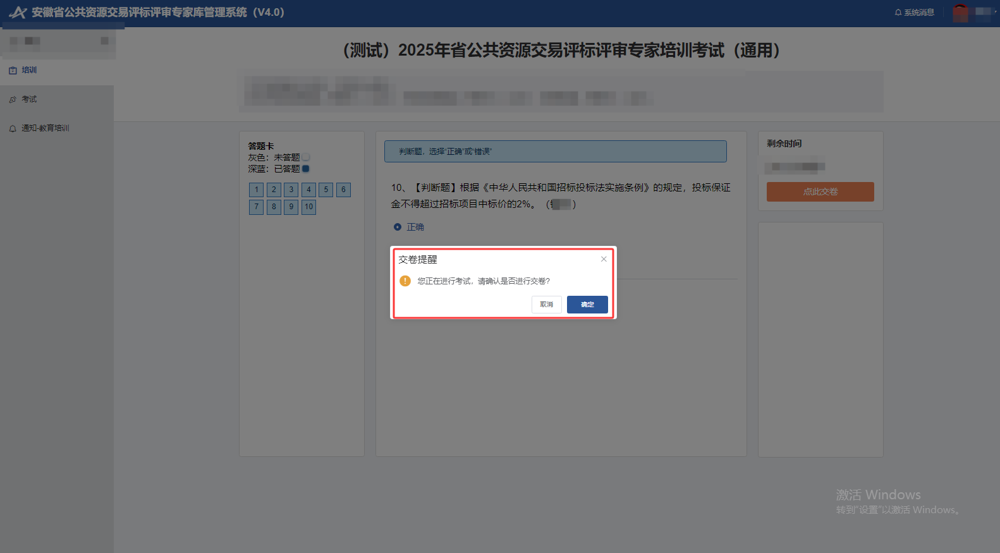 安徽省公共资源交易评标评审专家库管理系统（V4.0）
系统消息
培训
考试
通知-教育培训
（测试）2025年省公共资源交易评标评审专家培训考试（通用）
答题卡
灰色：未答题
深蓝：已答题
1 2 3 4 5 6
7 8 9 10
判断题，选择“正确”或“错误”
10、【判断题】根据《中华人民共和国招标投标法实施条例》的规定，投标保证
金不得超过招标项目中标价的2%。（ ）
正确
剩余时间
点此交卷
交卷提醒
您正在进行考试，请确认是否进行交卷?
取消
确定
激活 Windows
转到“设置”以激活 Windows。